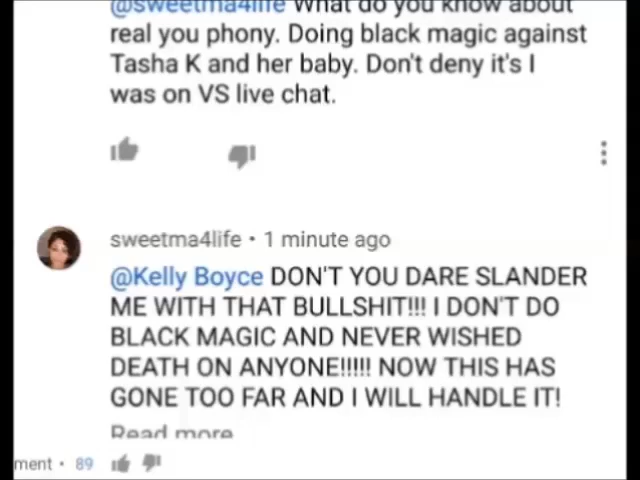 @sweetma4life What do you know about
real you phony. Doing black magic against
Tasha K and her baby. Don't deny it's I
was on VS live chat.
sweetma4life • 1 minute ago
@Kelly Boyce DON'T YOU DARE SLANDER
ME WITH THAT BULLSHIT!!! I DON'T DO
BLACK MAGIC AND NEVER WISHED
DEATH ON ANYONE!!!!! NOW THIS HAS
GONE TOO FAR AND I WILL HANDLE IT!
Read more
ment • 89